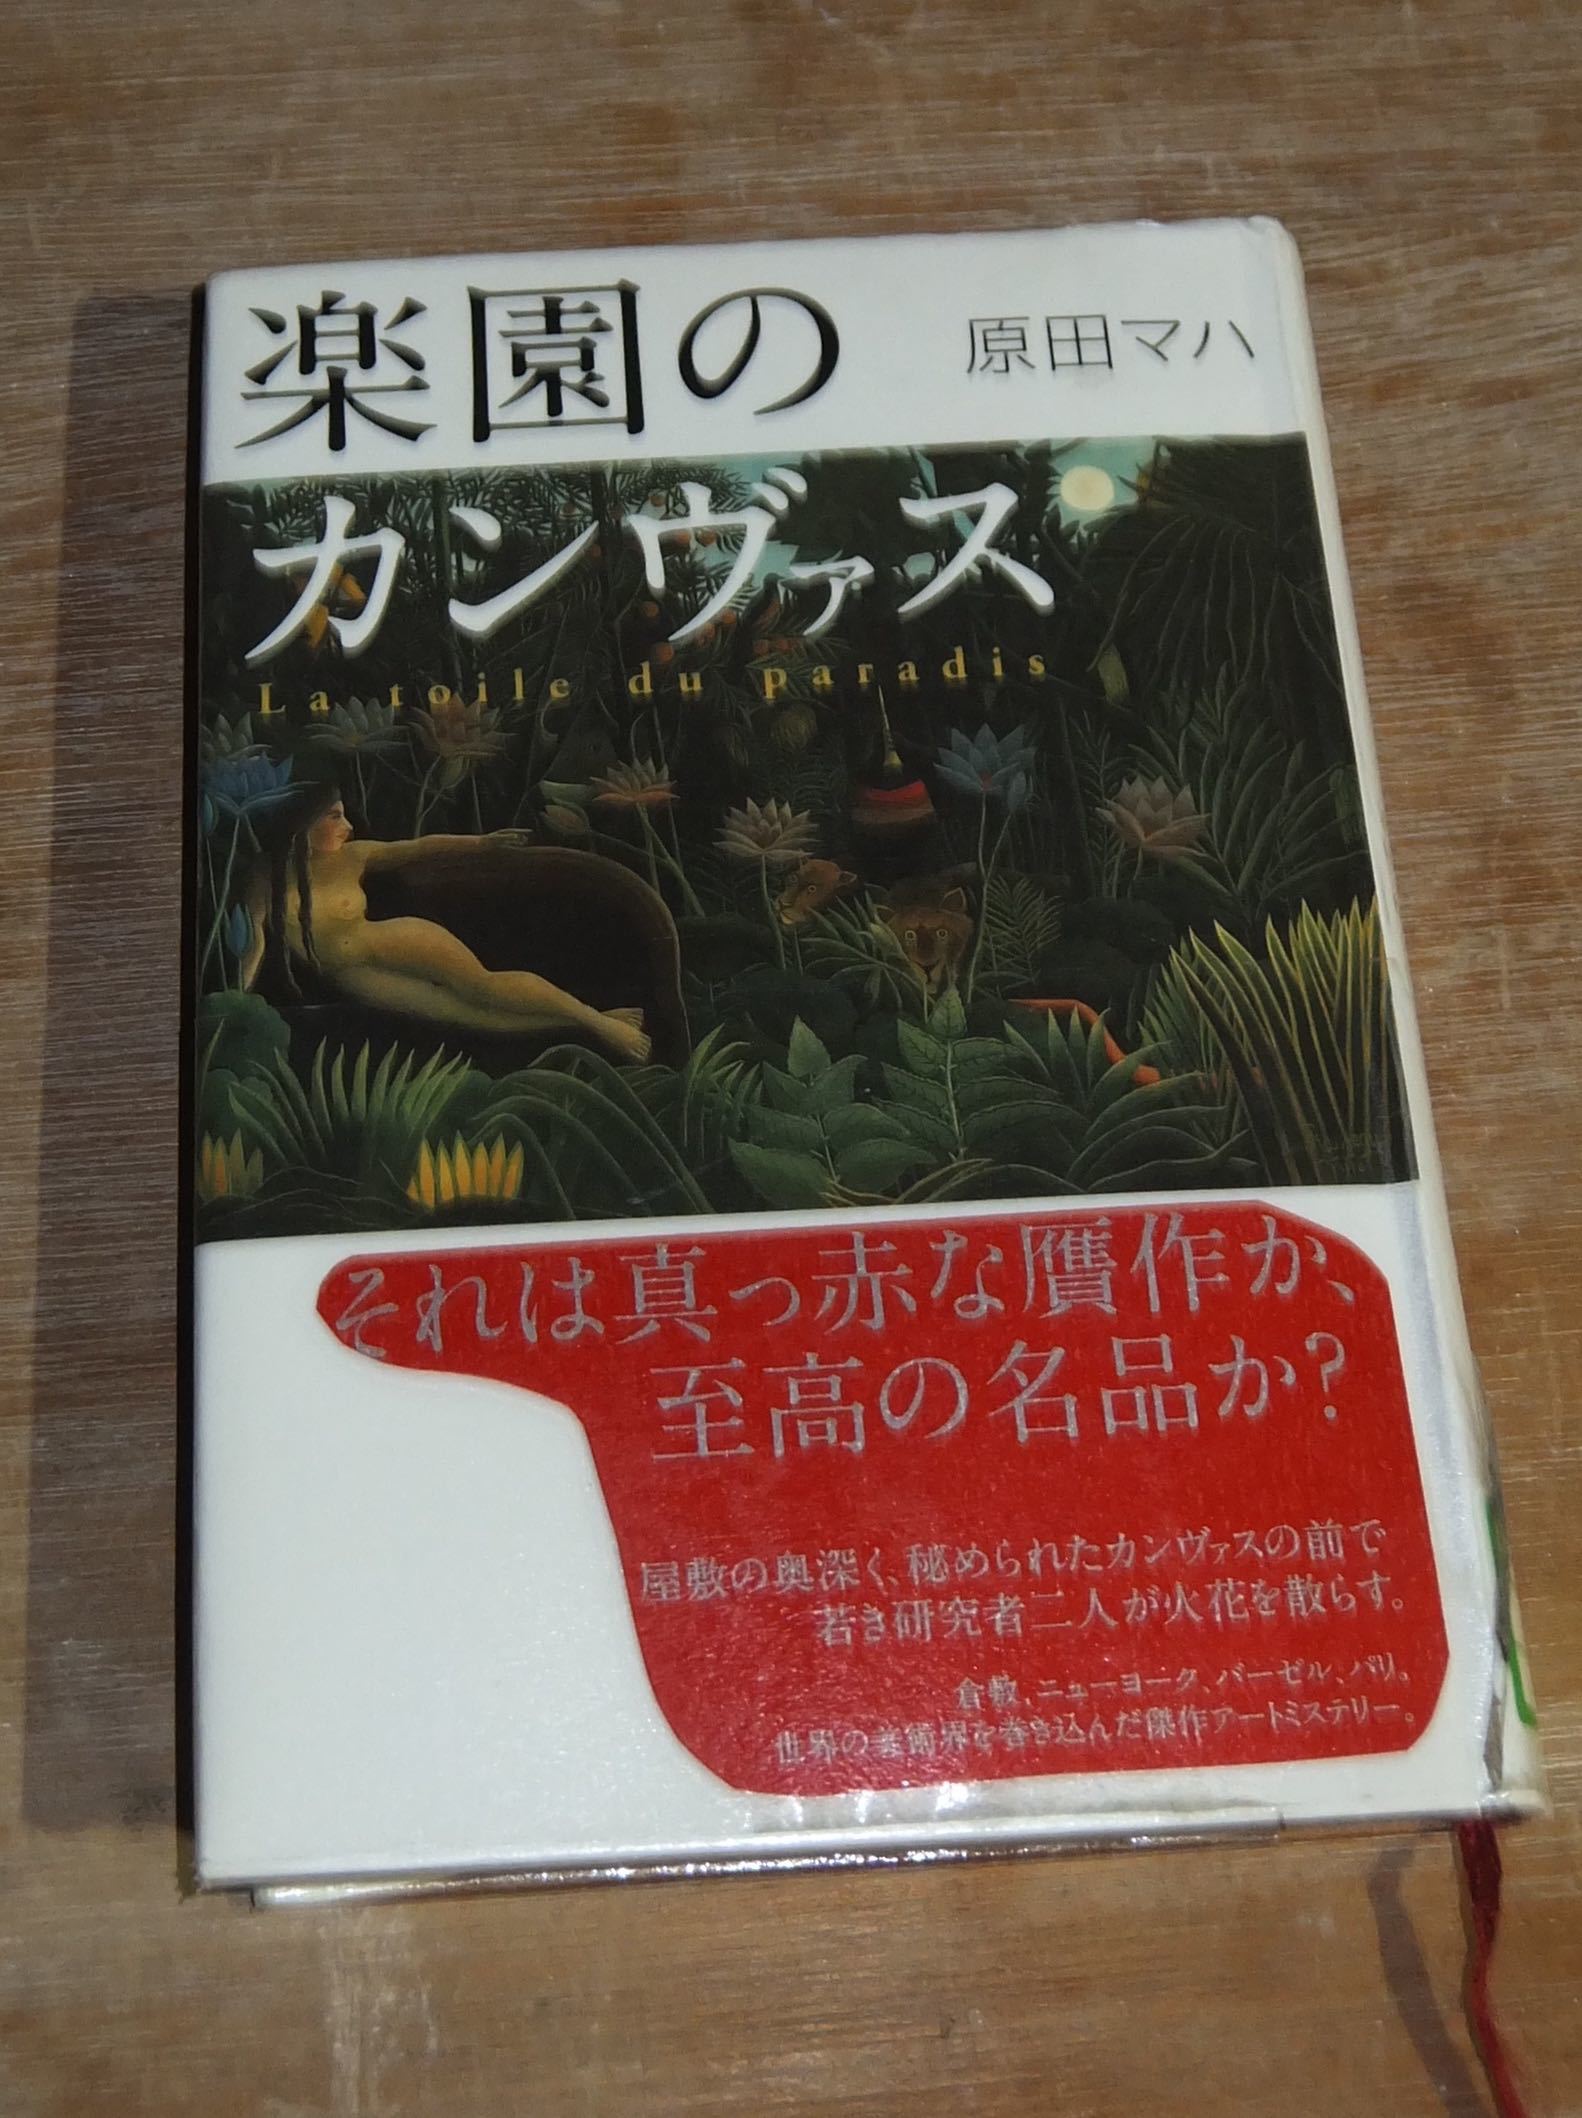 楽園の
原田マハ
カンヴァス
La toile du paradis
それは真っ赤な贋作か、
至高の名品か?
屋敷の奥深く、秘められたカンヴァスの前で
若き研究者二人が火花を散らす。
倉敷、ニューヨーク、バーゼル、パリ。
世界の美術界を巻き込んだ傑作アートミステリー。